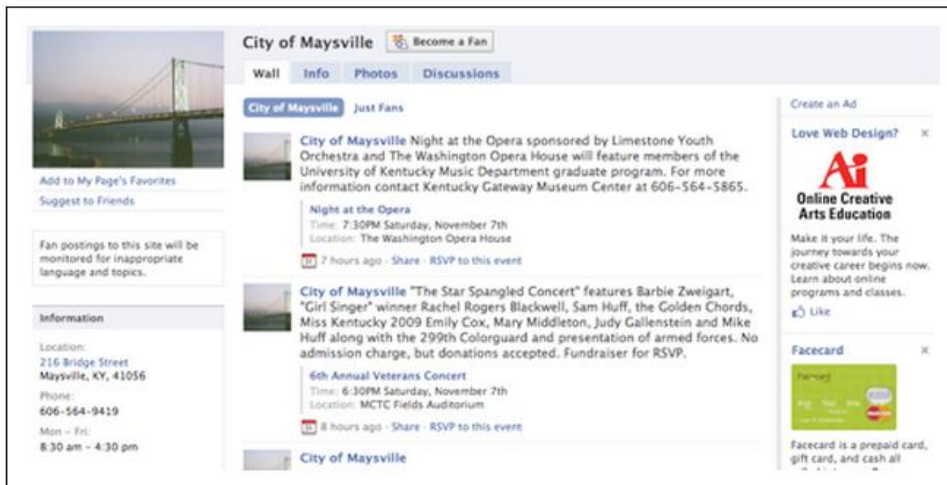 City of Maysville
Become a Fan
Wall Info Photos Discussions
City of Maysville Just Fans
Add to My Page's Favorites
Suggest to Friends
Fan postings to this site will be
monitored for inappropriate
language and topics.
Information
Location:
216 Bridge Street
Maysville, KY, 41056
Phone:
606-564-9419
Mon - Fri:
8:30 am - 4:30 pm
City of Maysville Night at the Opera sponsored by Limestone Youth
Orchestra and The Washington Opera House will feature members of the
University of Kentucky Music Department graduate program. For more
information contact Kentucky Gateway Museum Center at 606-564-5865.
Night at the Opera
Time: 7:30PM Saturday, November 7th
Location: The Washington Opera House
7 hours ago · Share · RSVP to this event
City of Maysville "The Star Spangled Concert" features Barbie Zweigart,
"Girl Singer" winner Rachel Rogers Blackwell, Sam Huff, the Golden Chords,
Miss Kentucky 2009 Emily Cox, Mary Middleton, Judy Gallenstein and Mike
Huff along with the 299th Colorguard and presentation of armed forces. No
admission charge, but donations accepted. Fundraiser for RSVP.
6th Annual Veterans Concert
Time: 6:30PM Saturday, November 7th
Location: MCTC Fields Auditorium
8 hours ago · Share · RSVP to this event
City of Maysville
Create an Ad
Love Web Design?
Ai
Online Creative
Arts Education
Make it your life. The
journey towards your
creative career begins now.
Learn about online
programs and classes.
Like
Facecard
Facecard is a prepaid card,
gift card, and cash all